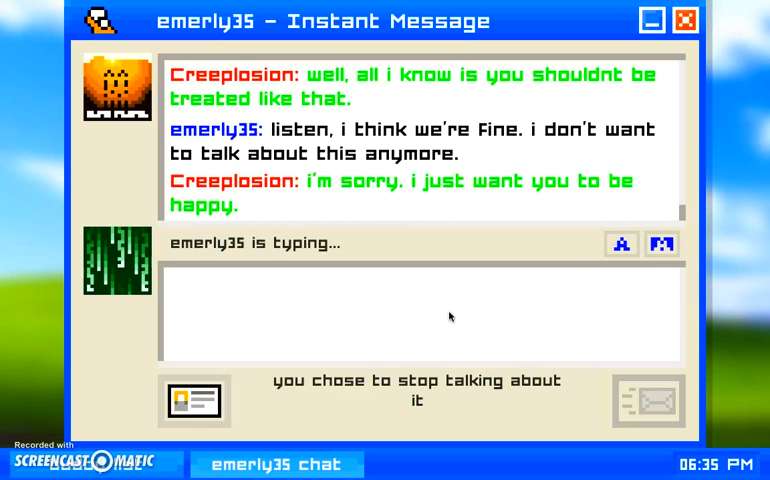 emerly35 - Instant Message
Creeplosion: well, all i know is you shouldnt be
treated like that.
emerly35: listen, i think we're fine. i don't want
to talk about this anymore.
Creeplosion: i'm sorry. i just want you to be
happy.
emerly35 is typing...
A
you chose to stop talking about
it
Recorded with
SCREENCAST-O-MATIC
emerly35 chat
06:35 PM